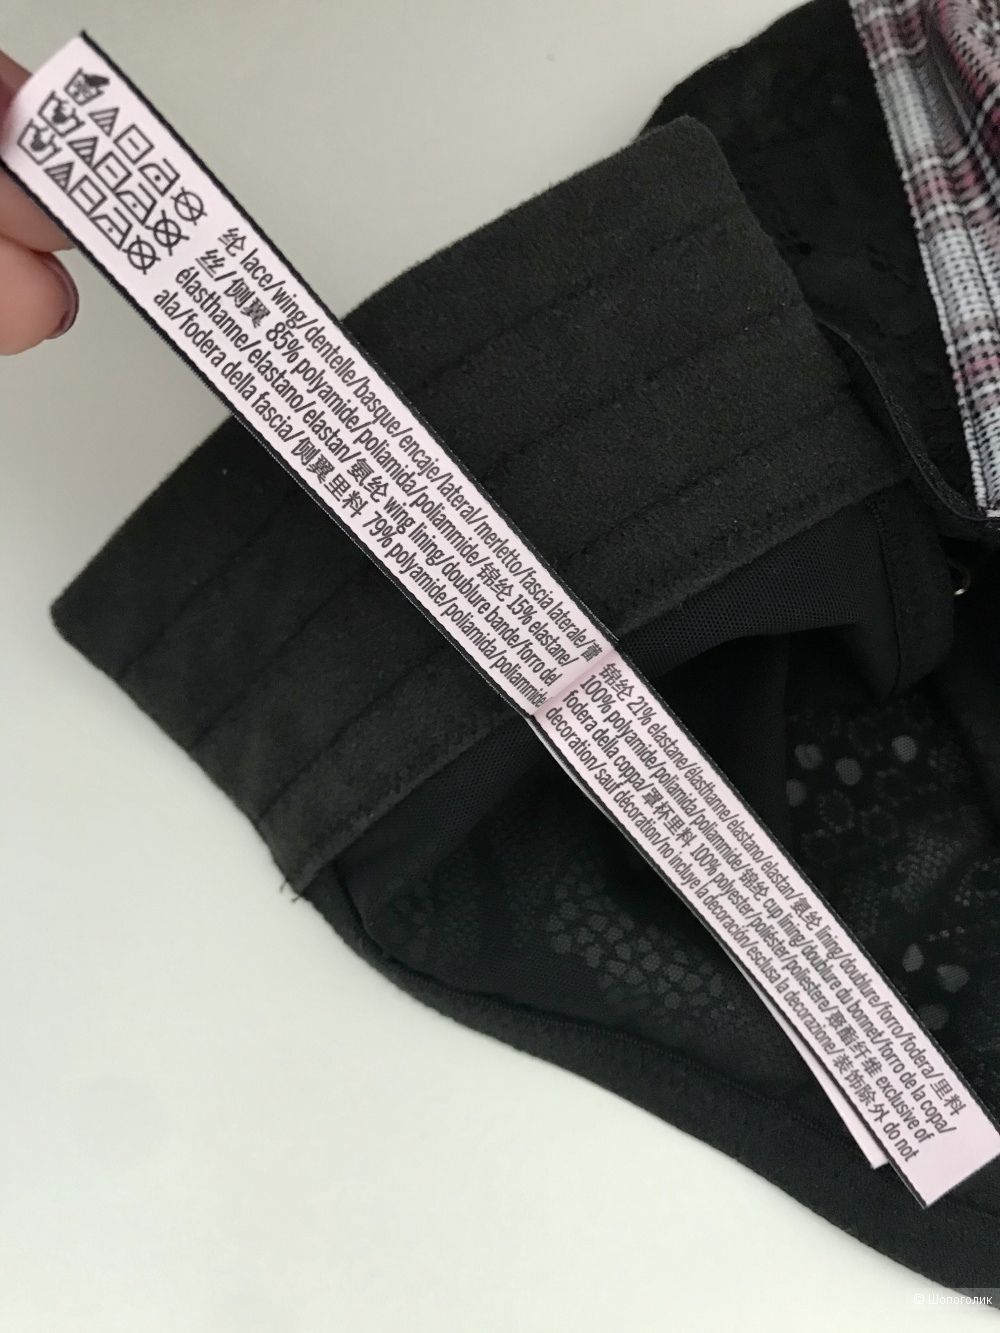 纶 lace/wing/dentelle/basque/encaje/lateral/merletto/fascia laterale/蕾
丝/侧翼 85% polyamide/poliamida/poliammide/锦纶 15% elastane/
élasthanne/elastano/elastan/氨纶 wing lining/doublure bande/forro del
ala/fodera della fascia/侧翼里料 79% polyamide/poliamida/poliammide/
锦纶 21% elastane/élasthanne/elastano/elastan/氨纶 lining/doublure/forro/fodera/里料
100% polyamide/poliamida/poliammide/锦纶 cup lining/doublure du bonnet/forro de la copa/
fodera della coppa/罩杯里料 100% polyester/poliéster/poliestere/聚酯纤维 exclusive of
decoration/sauf décoration/no incluye la decoración/esclusa la decorazione/装饰除外 do not
© Шопоголик